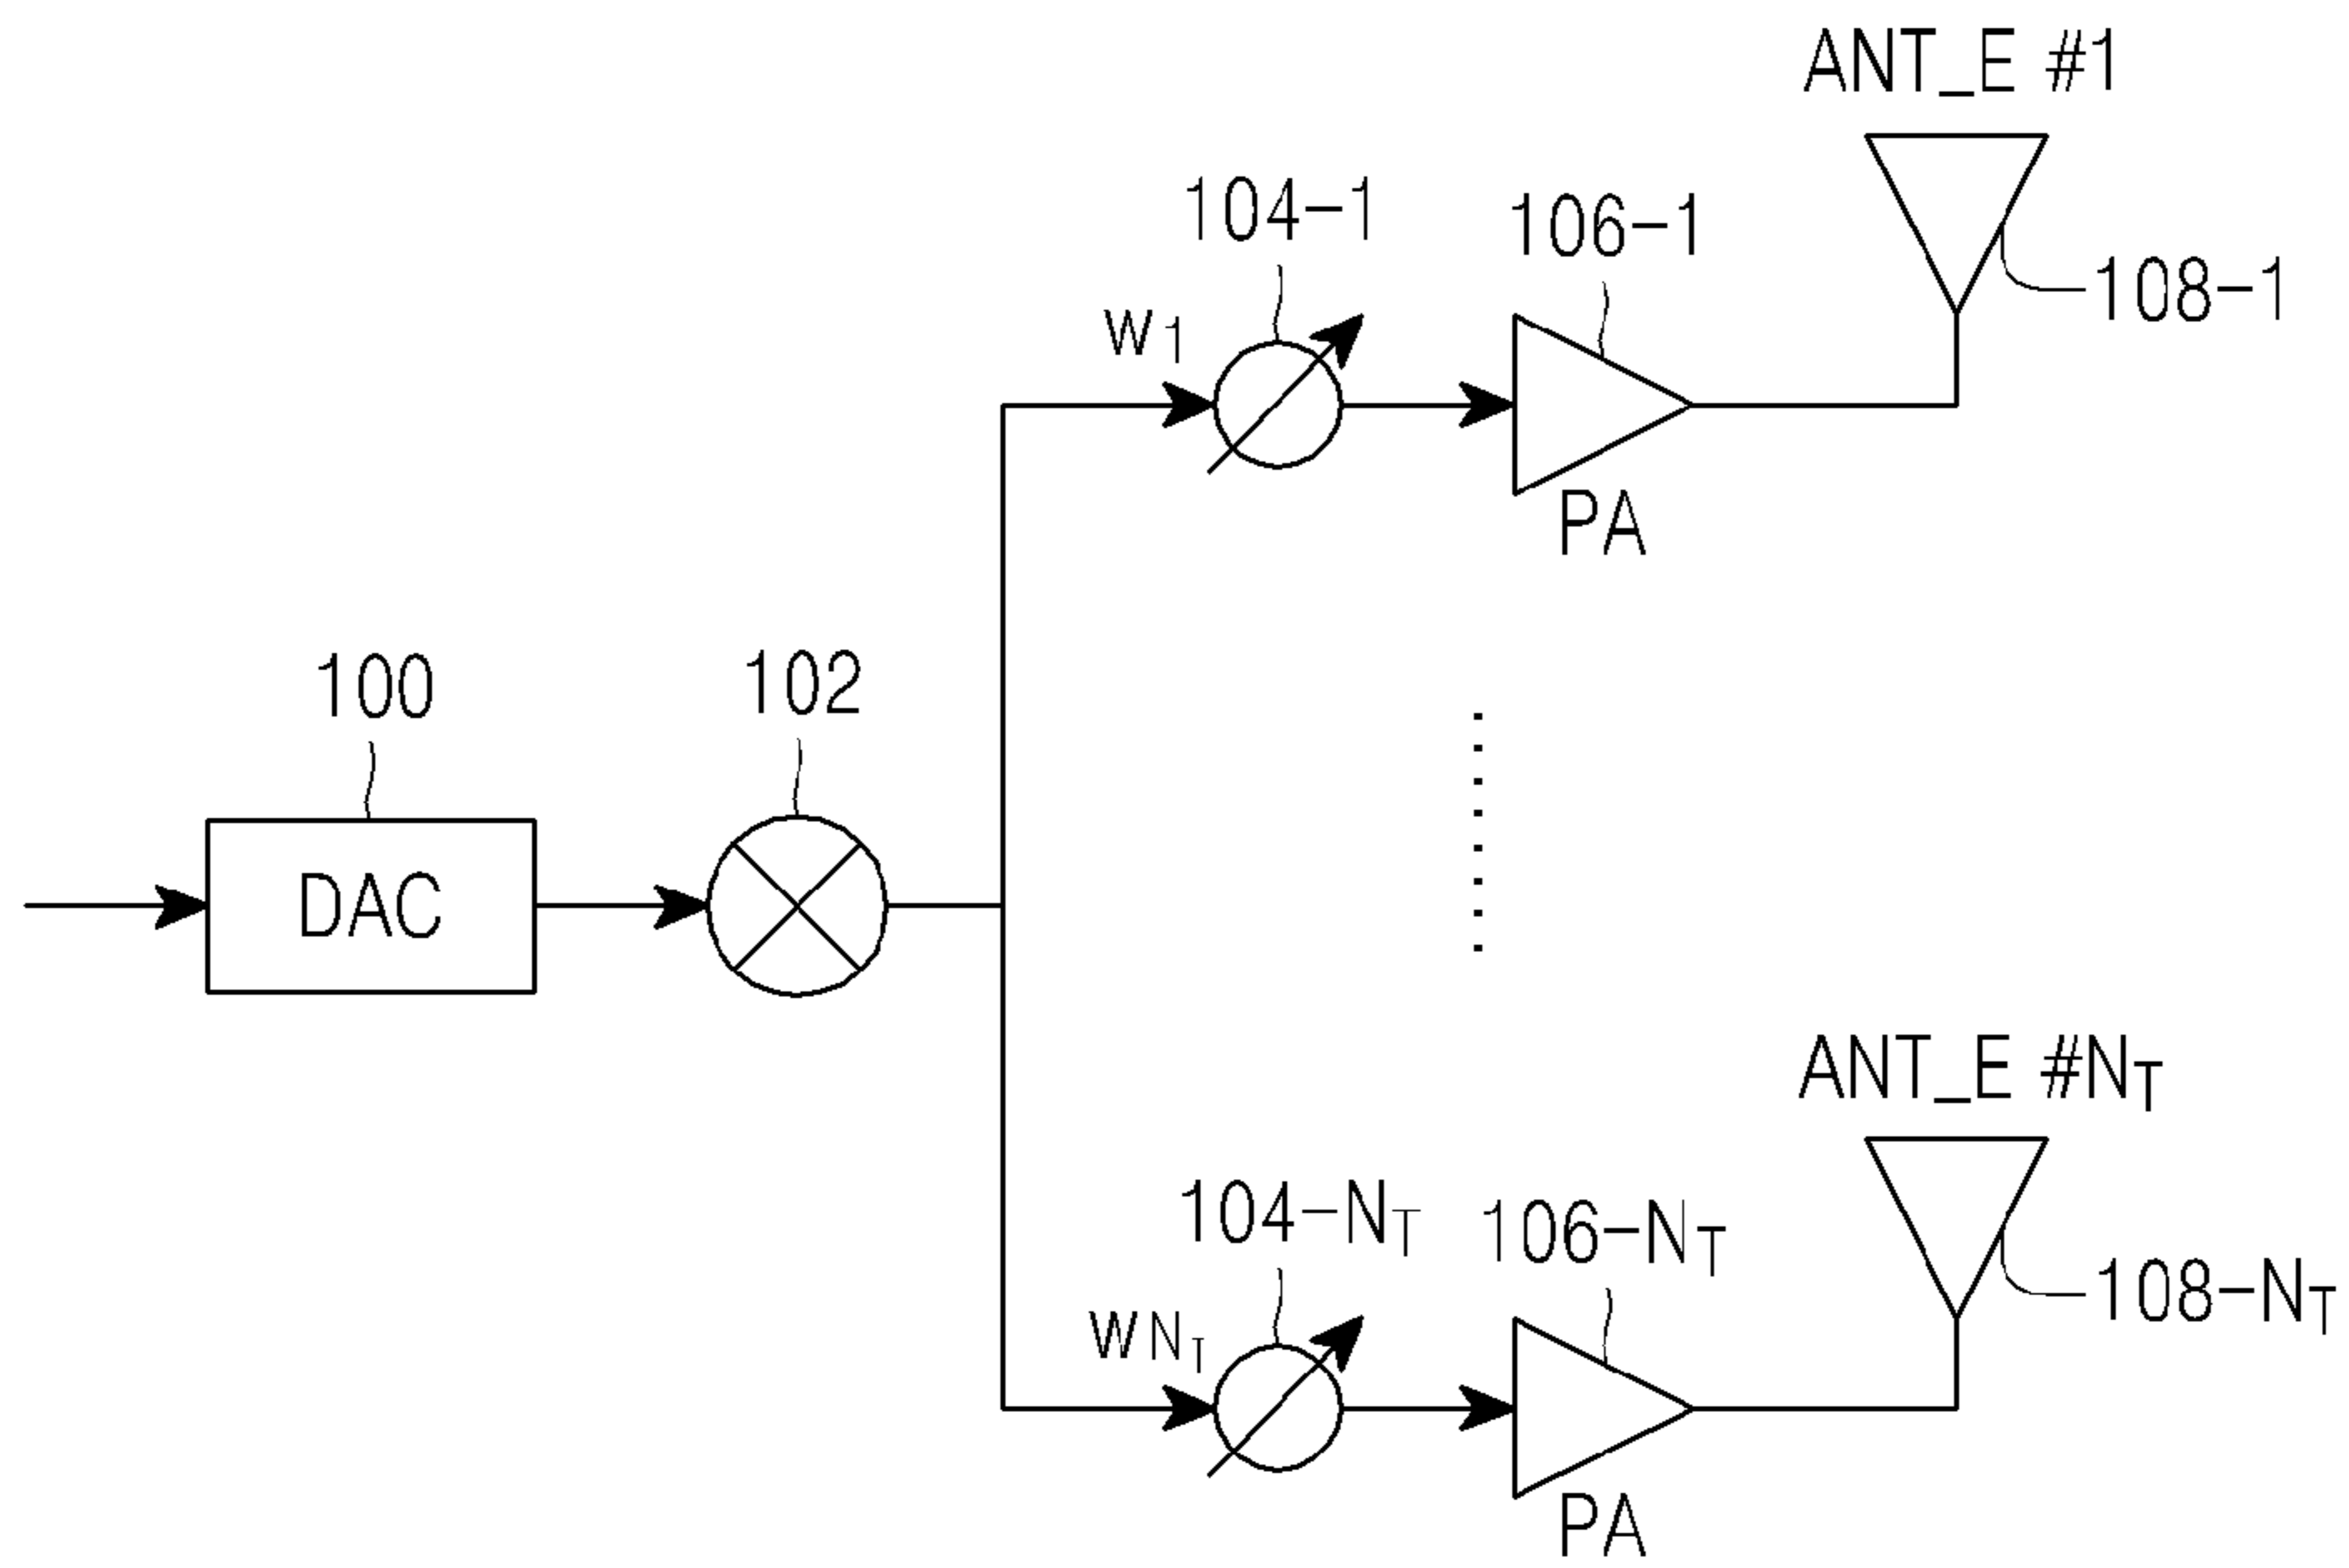 ANT_E #1
104-1
106-1
108-1
W1
PA
100
102
DAC
ANT_E #NT
104-NT
106-NT
108-NT
WNT
PA